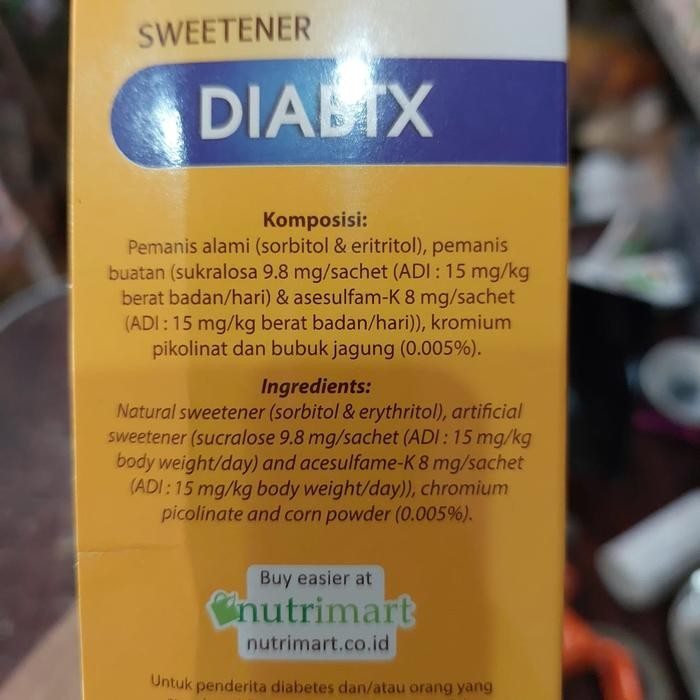 SWEETENER
DIABTX
Komposisi:
Pemanis alami (sorbitol & eritritol), pemanis
buatan (sukralosa 9.8 mg/sachet (ADI : 15 mg/kg
berat badan/hari) & asesulfam-K 8 mg/sachet
(ADI : 15 mg/kg berat badan/hari)), kromium
pikolinat dan bubuk jagung (0.005%).
Ingredients:
Natural sweetener (sorbitol & erythritol), artificial
sweetener (sucralose 9.8 mg/sachet (ADI : 15 mg/kg
body weight/day) and acesulfame-K 8 mg/sachet
(ADI : 15 mg/kg body weight/day)), chromium
picolinate and corn powder (0.005%).
Buy easier at
nutrimart
nutrimart.co.id
Untuk penderita diabetes dan/atau orang yang